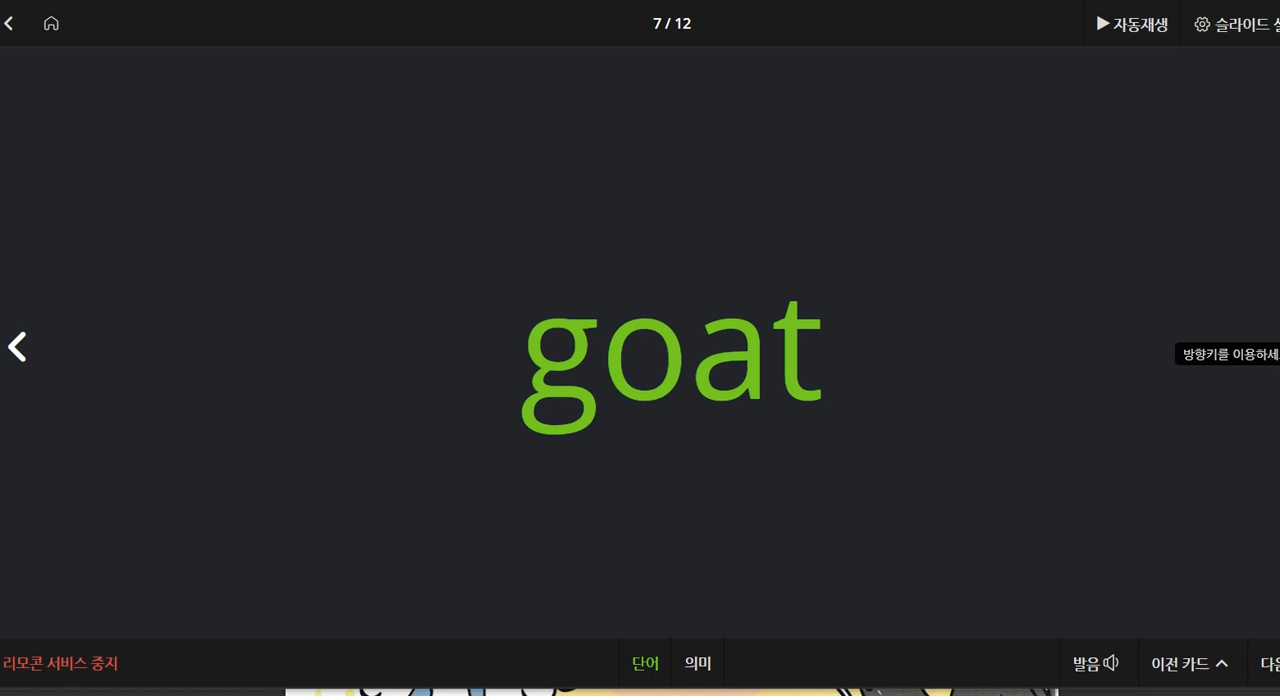 7 / 12
자동재생
슬라이드
goat
방향키를 이용하세
리모콘 서비스 중지
단어
의미
발음
이전 카드